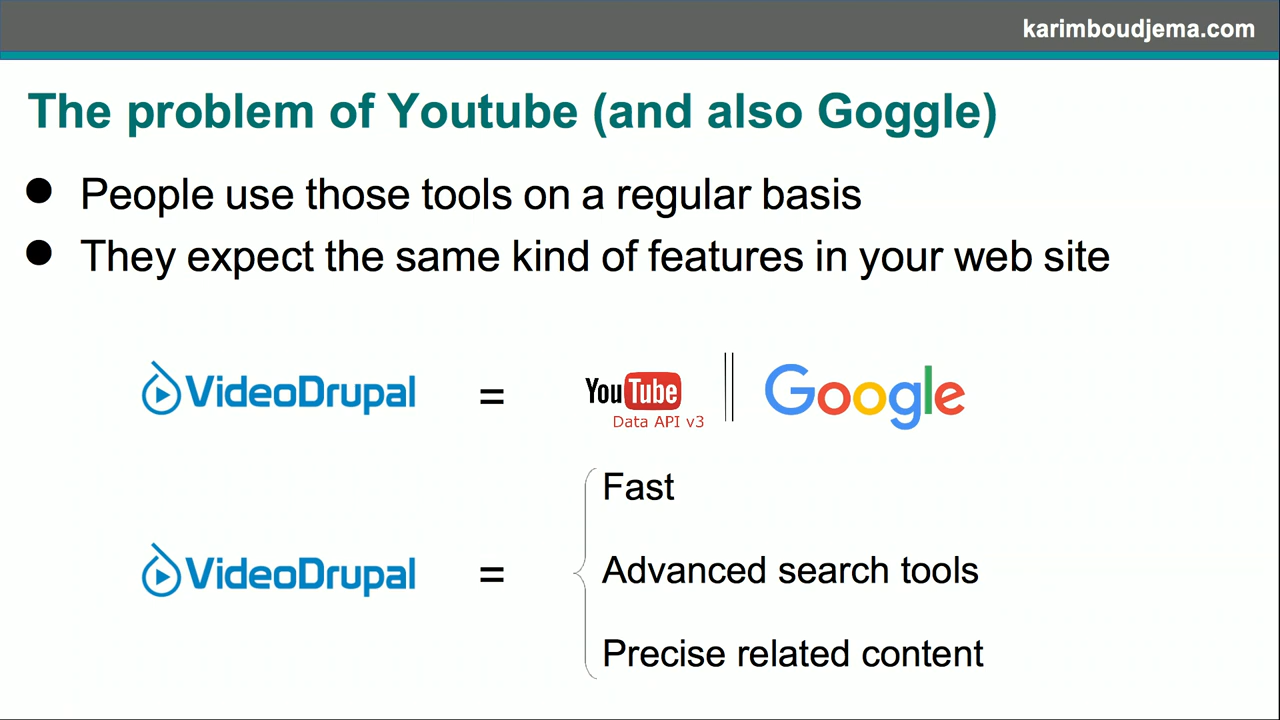 karimboudjema.com
The problem of Youtube (and also Goggle)
● People use those tools on a regular basis
● They expect the same kind of features in your web site
VideoDrupal = YouTube || Google
Data API v3
Fast
VideoDrupal = Advanced search tools
Precise related content